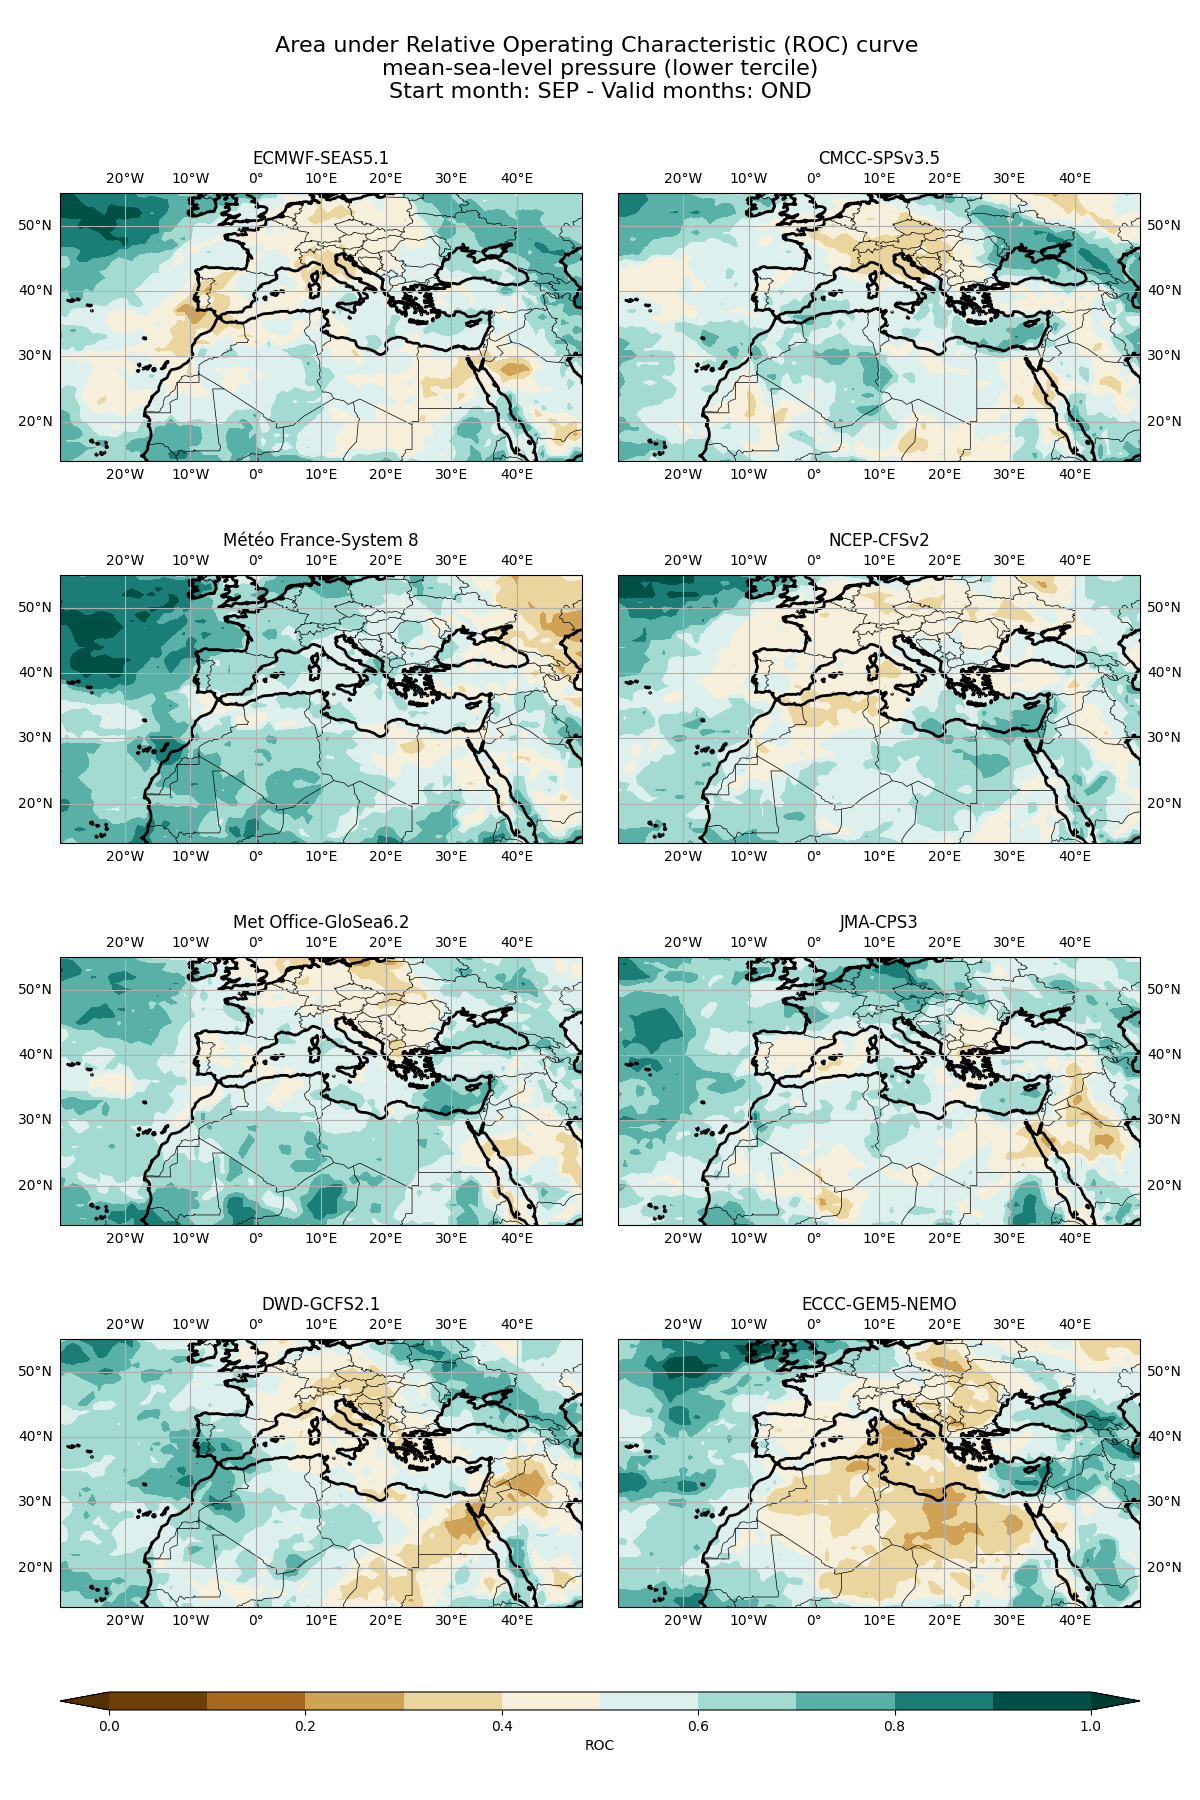 Area under Relative Operating Characteristic (ROC) curve
mean-sea-level pressure (lower tercile)
Start month: SEP - Valid months: OND
ECMWF-SEAS5.1
20°W 10°W 0° 10°E 20°E 30°E 40°E
50°N
40°N
30°N
20°N
20°W 10°W 0° 10°E 20°E 30°E 40°E
CMCC-SPSv3.5
20°W 10°W 0° 10°E 20°E 30°E 40°E
50°N
40°N
30°N
20°N
20°W 10°W 0° 10°E 20°E 30°E 40°E
Météo France-System 8
20°W 10°W 0° 10°E 20°E 30°E 40°E
50°N
40°N
30°N
20°N
20°W 10°W 0° 10°E 20°E 30°E 40°E
NCEP-CFSv2
20°W 10°W 0° 10°E 20°E 30°E 40°E
50°N
40°N
30°N
20°N
20°W 10°W 0° 10°E 20°E 30°E 40°E
Met Office-GloSea6.2
20°W 10°W 0° 10°E 20°E 30°E 40°E
50°N
40°N
30°N
20°N
20°W 10°W 0° 10°E 20°E 30°E 40°E
JMA-CPS3
20°W 10°W 0° 10°E 20°E 30°E 40°E
50°N
40°N
30°N
20°N
20°W 10°W 0° 10°E 20°E 30°E 40°E
DWD-GCFS2.1
20°W 10°W 0° 10°E 20°E 30°E 40°E
50°N
40°N
30°N
20°N
20°W 10°W 0° 10°E 20°E 30°E 40°E
ECCC-GEM5-NEMO
20°W 10°W 0° 10°E 20°E 30°E 40°E
50°N
40°N
30°N
20°N
20°W 10°W 0° 10°E 20°E 30°E 40°E
0.0 0.2 0.4 0.6 0.8 1.0
ROC